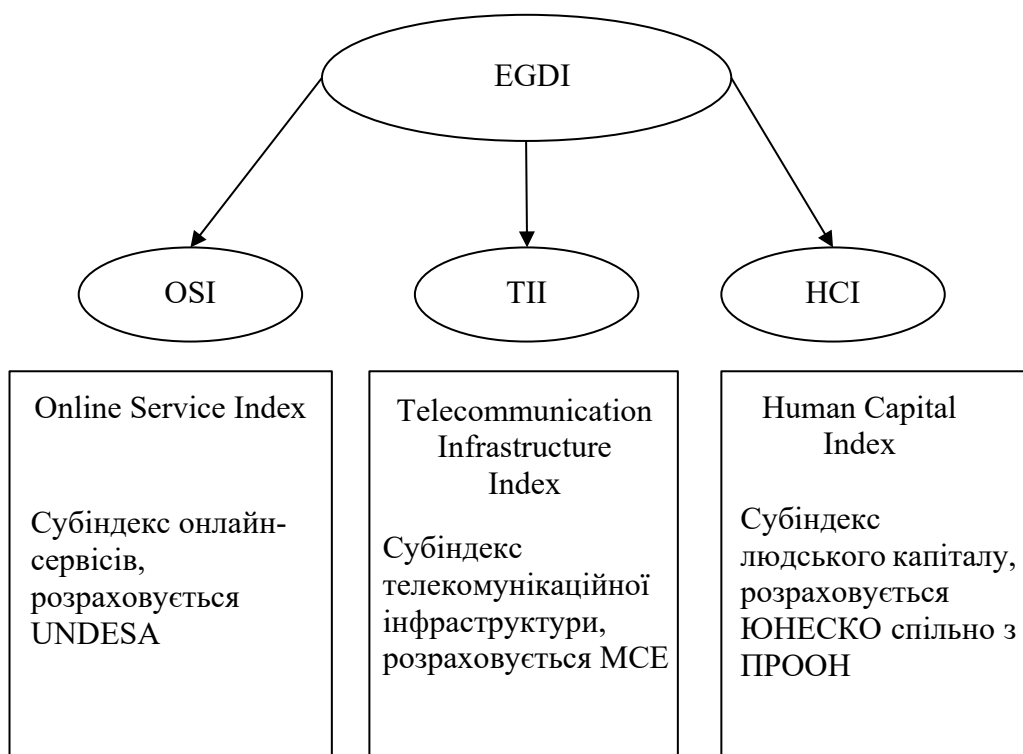 EGDI
OSI
TII
HCI
Online Service Index
Субіндекс онлайн-
сервісів,
розраховується
UNDESA
Telecommunication
Infrastructure
Index
Субіндекс
телекомунікаційної
інфраструктури,
розраховується МСЕ
Human Capital
Index
Субіндекс
людського капіталу,
розраховується
ЮНЕСКО спільно з
ПРООН